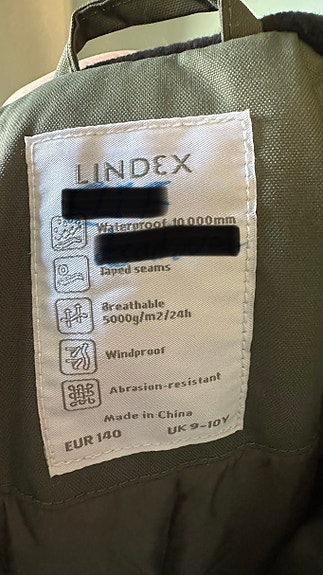 LINDEX
Waterproof 10 000mm
Taped seams
Breathable
5000g/m2/24h
Windproof
Abrasion-resistant
Made in China
EUR 140 UK 9-10Y